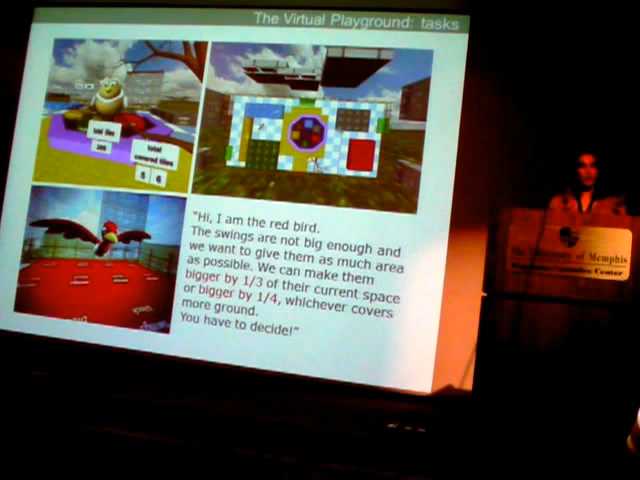 The Virtual Playground: tasks
total
covered tiles
5 6
"Hi, I am the red bird.
The swings are not big enough and
we want to give them as much area
as possible. We can make them
bigger by 1/3 of their current space
or bigger by 1/4, whichever covers
more ground.
You have to decide!"
The University of Memphis
Center